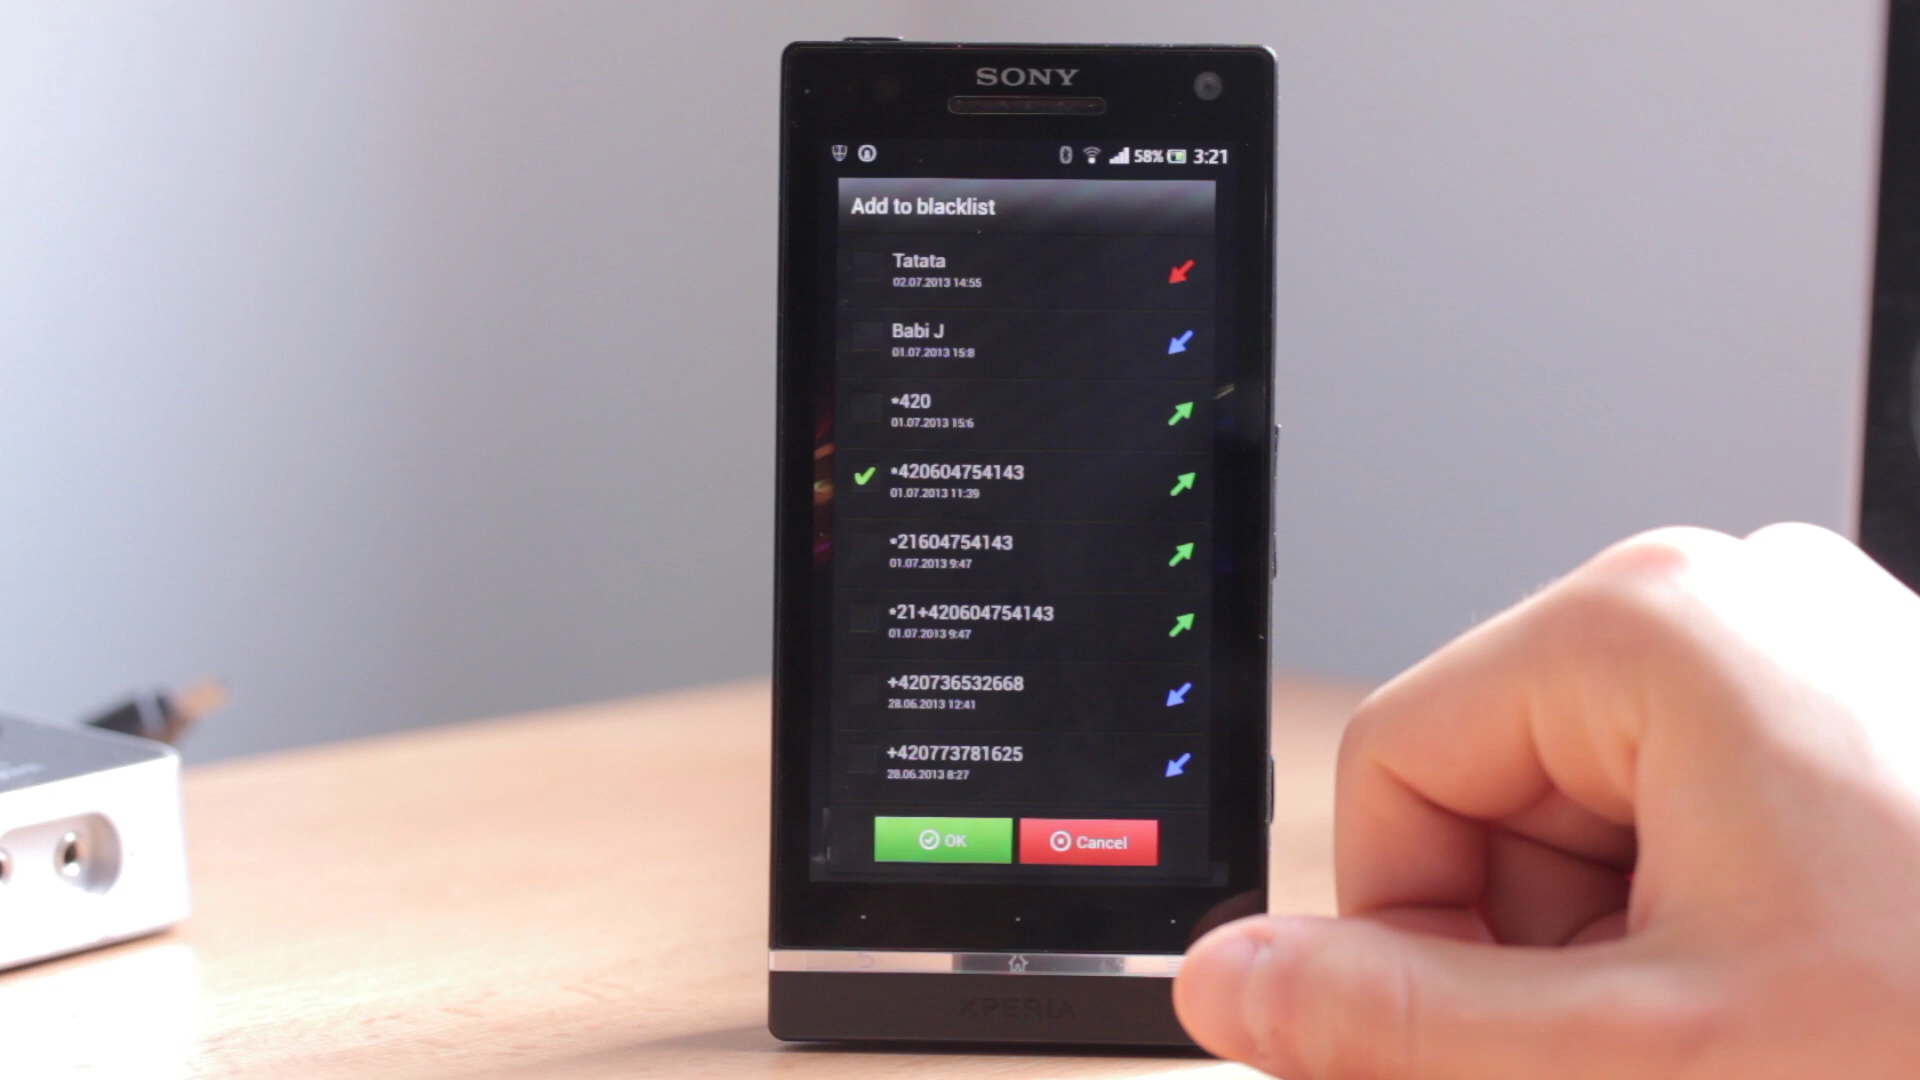 SONY
58% 3:21
Add to blacklist
Tatata
02.07.2013 14:55
Babi J
01.07.2013 15:8
*420
01.07.2013 15:6
*420604754143
01.07.2013 11:39
*21604754143
01.07.2013 9:47
*21+420604754143
01.07.2013 9:47
+420736532668
28.06.2013 12:41
+420773781625
28.06.2013 8:27
OK
Cancel
XPERIA